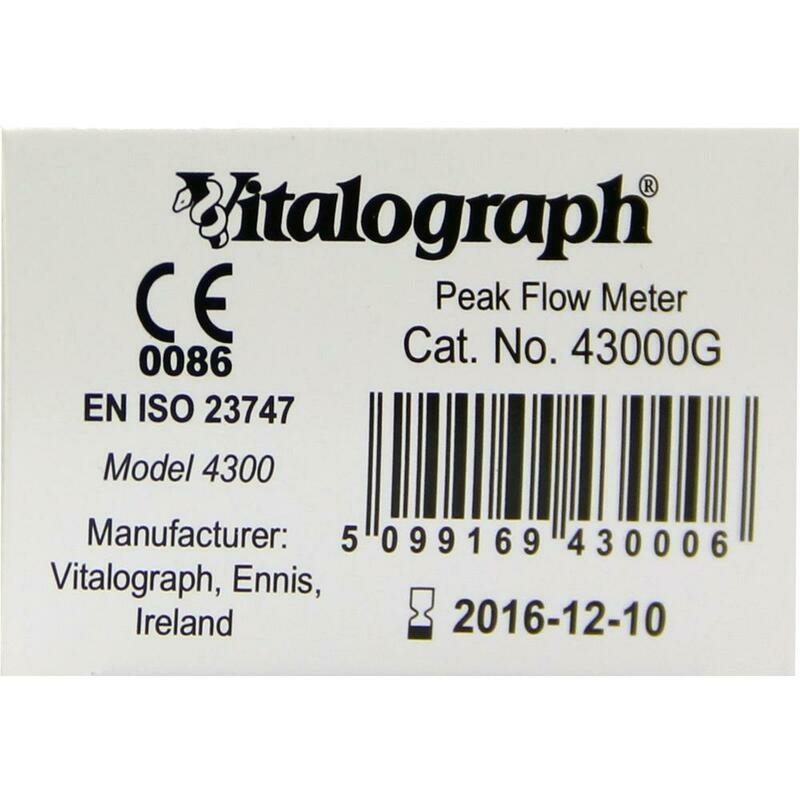 Vitalograph®
CE
0086
EN ISO 23747
Model 4300
Manufacturer:
Vitalograph, Ennis,
Ireland
Peak Flow Meter
Cat. No. 43000G
5 099169 430006
2016-12-10